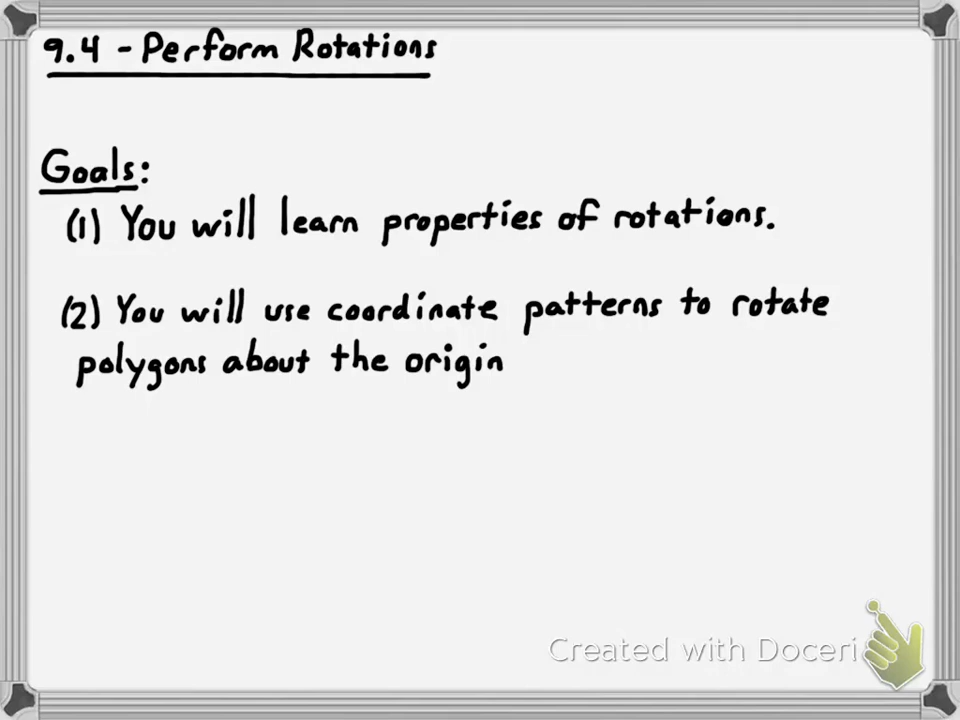 9.4 - Perform Rotations
Goals:
(1) You will learn properties of rotations.
(2) You will use coordinate patterns to rotate
polygons about the origin
Created with Doceri